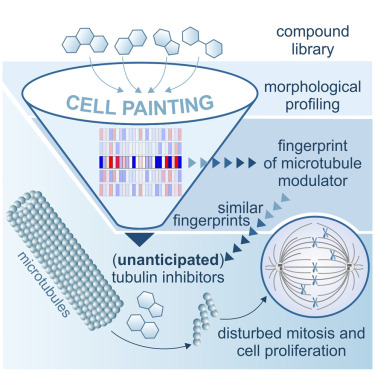 compound
library
CELL PAINTING
morphological
profiling
fingerprint
of microtubule
modulator
similar
fingerprints
(unanticipated)
tubulin inhibitors
microtubules
disturbed mitosis and
cell proliferation